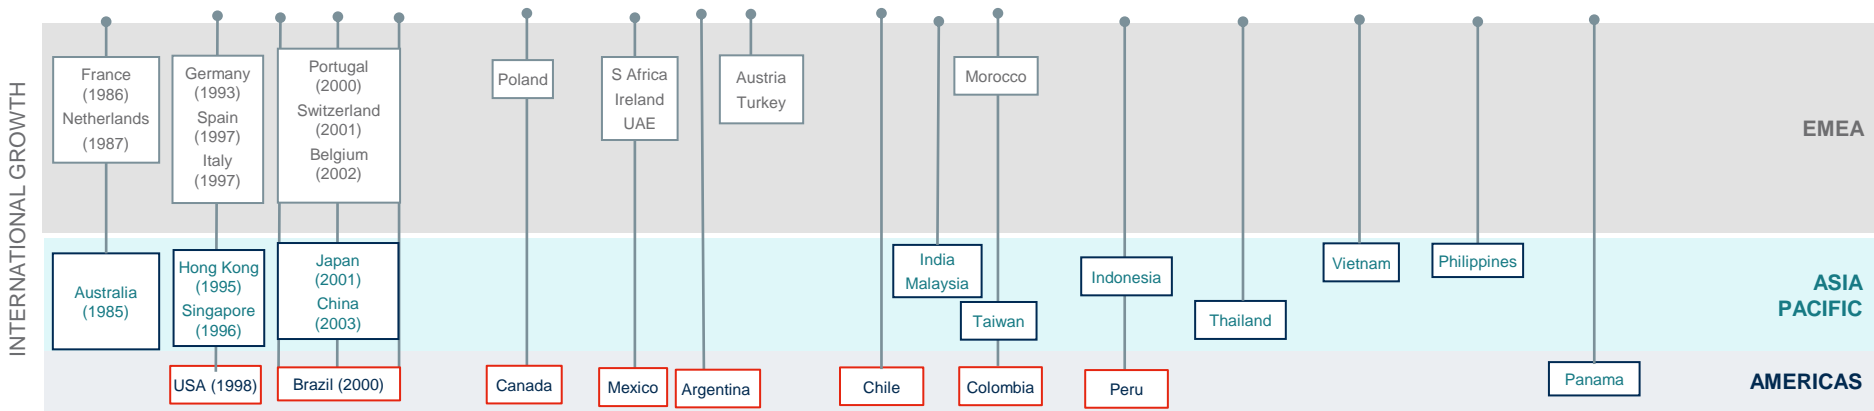 INTERNATIONAL GROWTH
France
(1986)
Netherlands
(1987)
Germany
(1993)
Spain
(1997)
Italy
(1997)
Portugal
(2000)
Switzerland
(2001)
Belgium
(2002)
Poland
S Africa
Ireland
UAE
Austria
Turkey
Morocco
EMEA
Australia
(1985)
Hong Kong
(1995)
Singapore
(1996)
Japan
(2001)
China
(2003)
India
Malaysia
Taiwan
Indonesia
Thailand
Vietnam
Philippines
ASIA
PACIFIC
USA (1998)
Brazil (2000)
Canada
Mexico
Argentina
Chile
Colombia
Peru
Panama
AMERICAS